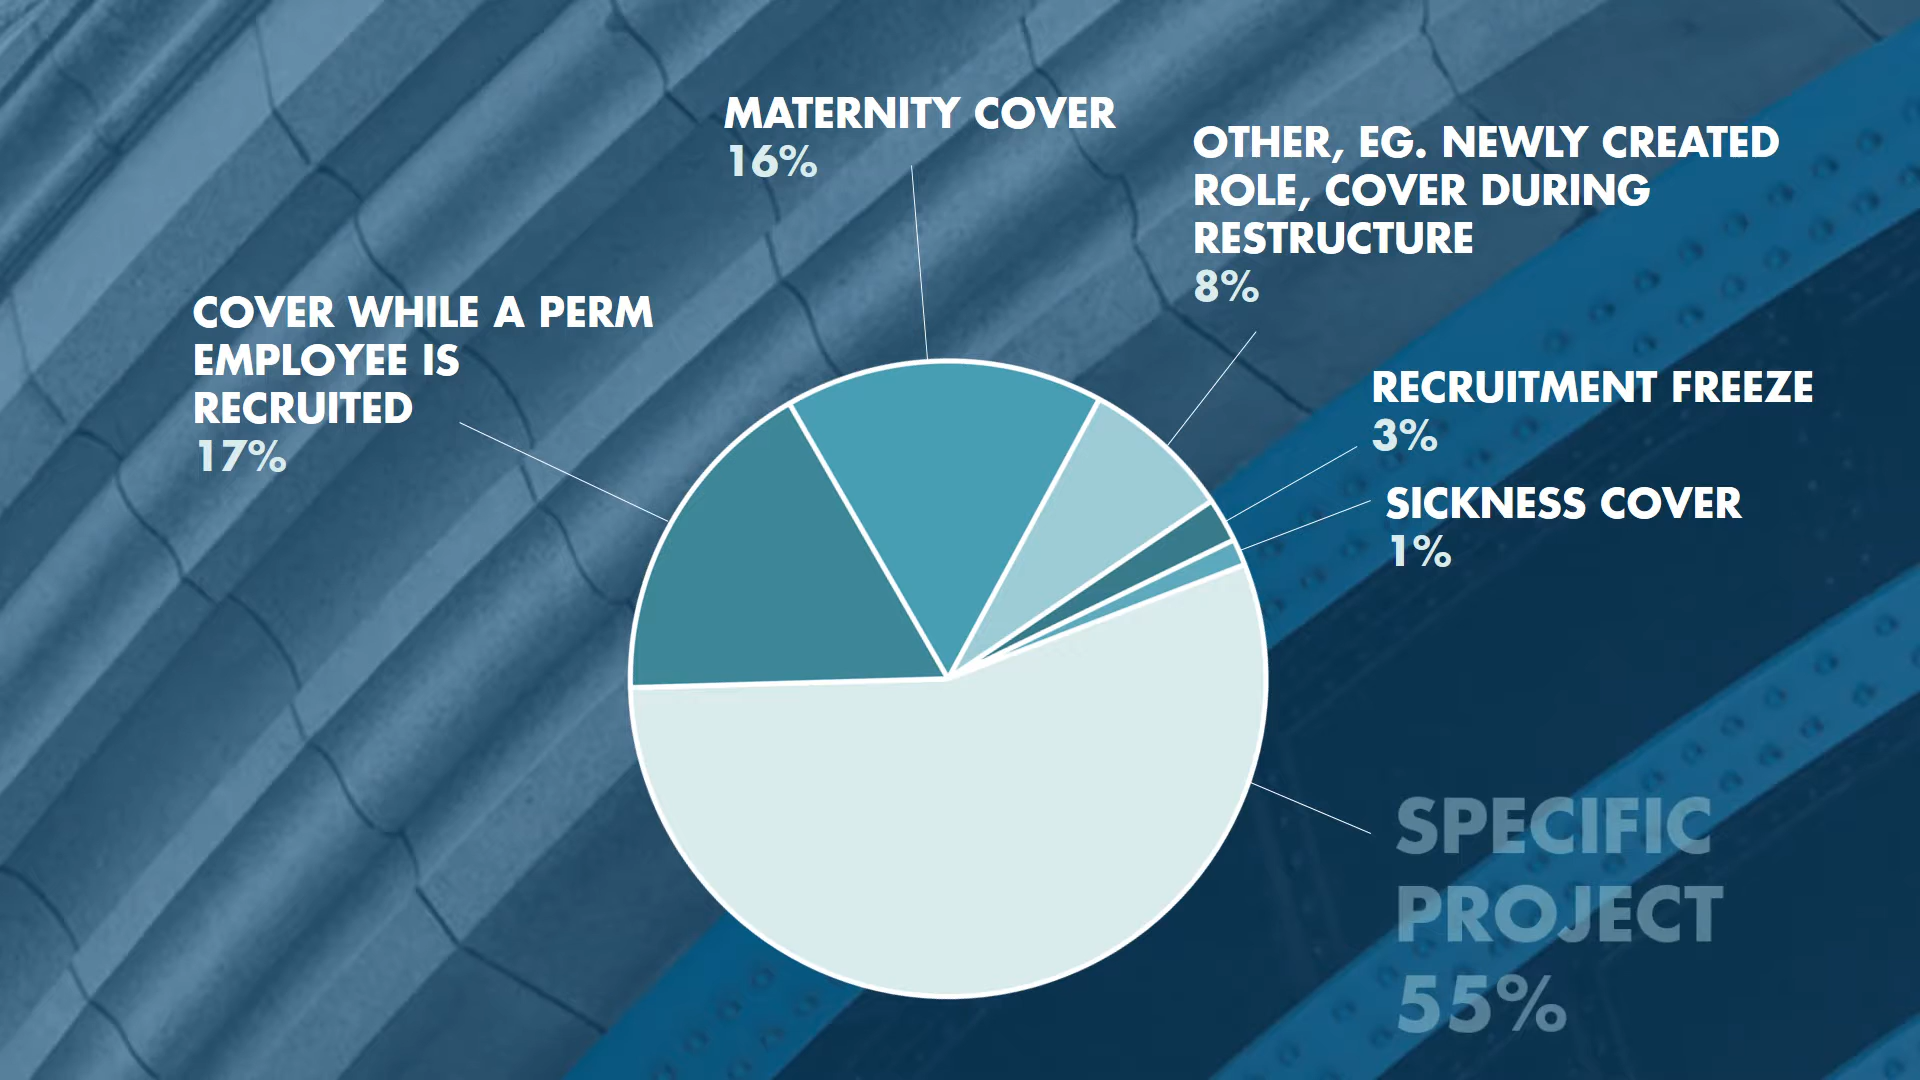 MATERNITY COVER
16%
OTHER, EG. NEWLY CREATED
ROLE, COVER DURING
RESTRUCTURE
8%
COVER WHILE A PERM
EMPLOYEE IS
RECRUITED
17%
RECRUITMENT FREEZE
3%
SICKNESS COVER
1%
SPECIFIC
PROJECT
55%